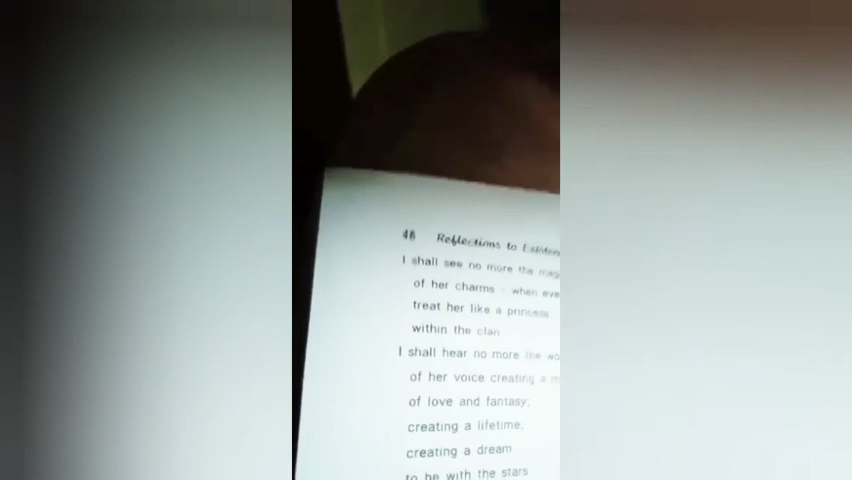 48 Reflections to
I shall see no more the
of her charms - when
treat her like a princess
within the clan
I shall hear no more the
of her voice creating a
of love and fantasy;
creating a lifetime;
creating a dream
to be with the stars